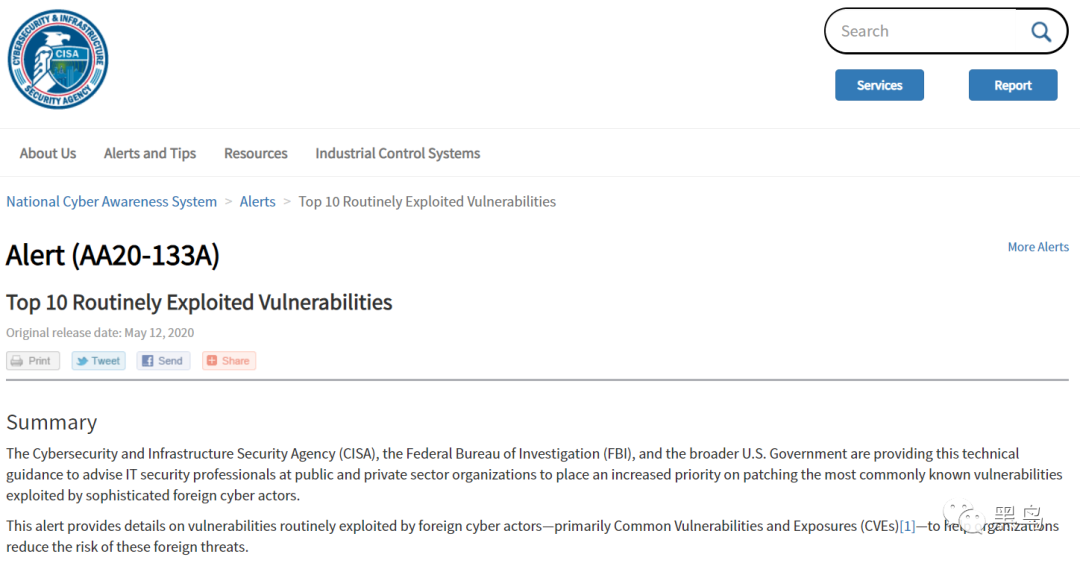 CYBERSECURITY & INFRASTRUCTURE
CISA
SECURITY AGENCY
Search
Services
Report
About Us
Alerts and Tips
Resources
Industrial Control Systems
National Cyber Awareness System > Alerts > Top 10 Routinely Exploited Vulnerabilities
Alert (AA20-133A)
More Alerts
Top 10 Routinely Exploited Vulnerabilities
Original release date: May 12, 2020
Print
Tweet
Send
Share
Summary
The Cybersecurity and Infrastructure Security Agency (CISA), the Federal Bureau of Investigation (FBI), and the broader U.S. Government are providing this technical
guidance to advise IT security professionals at public and private sector organizations to place an increased priority on patching the most commonly known vulnerabilities
exploited by sophisticated foreign cyber actors.
This alert provides details on vulnerabilities routinely exploited by foreign cyber actors—primarily Common Vulnerabilities and Exposures (CVEs)[1]—to help organizations
reduce the risk of these foreign threats.
黑鸟